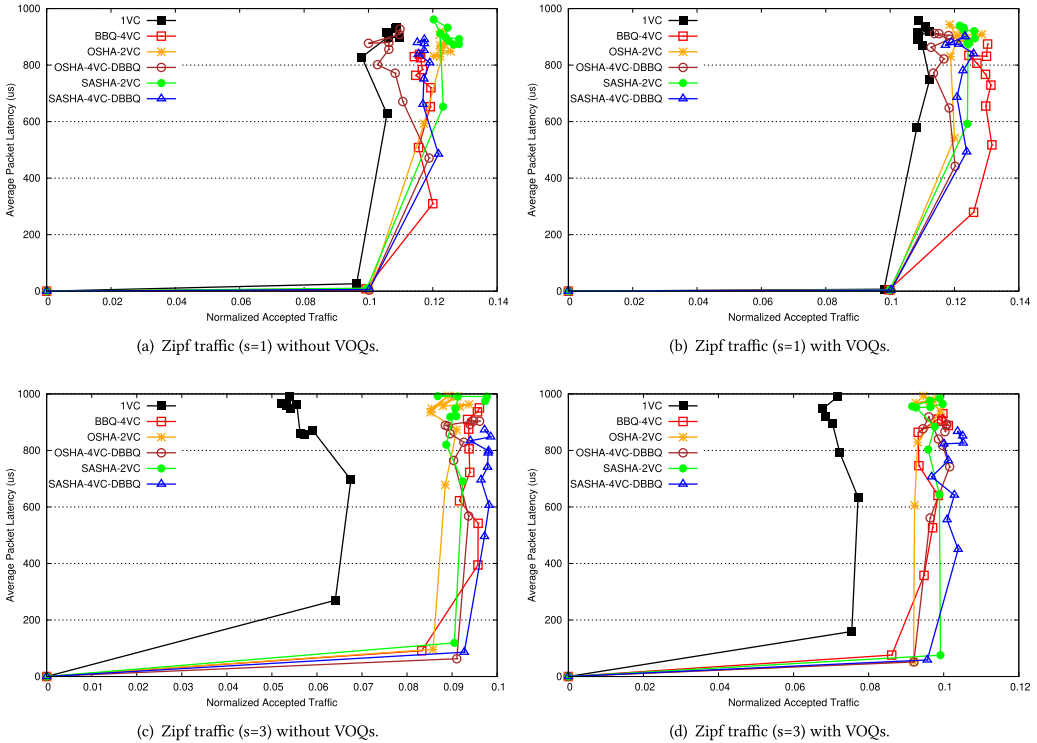 1000
800
600
400
200
0
Average Packet Latency (us)
1VC
BBQ-4VC
OSHA-2VC
OSHA-4VC-DBBQ
SASHA-2VC
SASHA-4VC-DBBQ
0 0.02 0.04 0.06 0.08 0.1 0.12 0.14
Normalized Accepted Traffic
(a) Zipf traffic (s=1) without VOQs.
1000
800
600
400
200
0
Average Packet Latency (us)
1VC
BBQ-4VC
OSHA-2VC
OSHA-4VC-DBBQ
SASHA-2VC
SASHA-4VC-DBBQ
0 0.02 0.04 0.06 0.08 0.1 0.12 0.14
Normalized Accepted Traffic
(b) Zipf traffic (s=1) with VOQs.
1000
800
600
400
200
0
Average Packet Latency (us)
1VC
BBQ-4VC
OSHA-2VC
OSHA-4VC-DBBQ
SASHA-2VC
SASHA-4VC-DBBQ
0 0.01 0.02 0.03 0.04 0.05 0.06 0.07 0.08 0.09 0.1
Normalized Accepted Traffic
(c) Zipf traffic (s=3) without VOQs.
1000
800
600
400
200
0
Average Packet Latency (us)
1VC
BBQ-4VC
OSHA-2VC
OSHA-4VC-DBBQ
SASHA-2VC
SASHA-4VC-DBBQ
0 0.02 0.04 0.06 0.08 0.1 0.12
Normalized Accepted Traffic
(d) Zipf traffic (s=3) with VOQs.